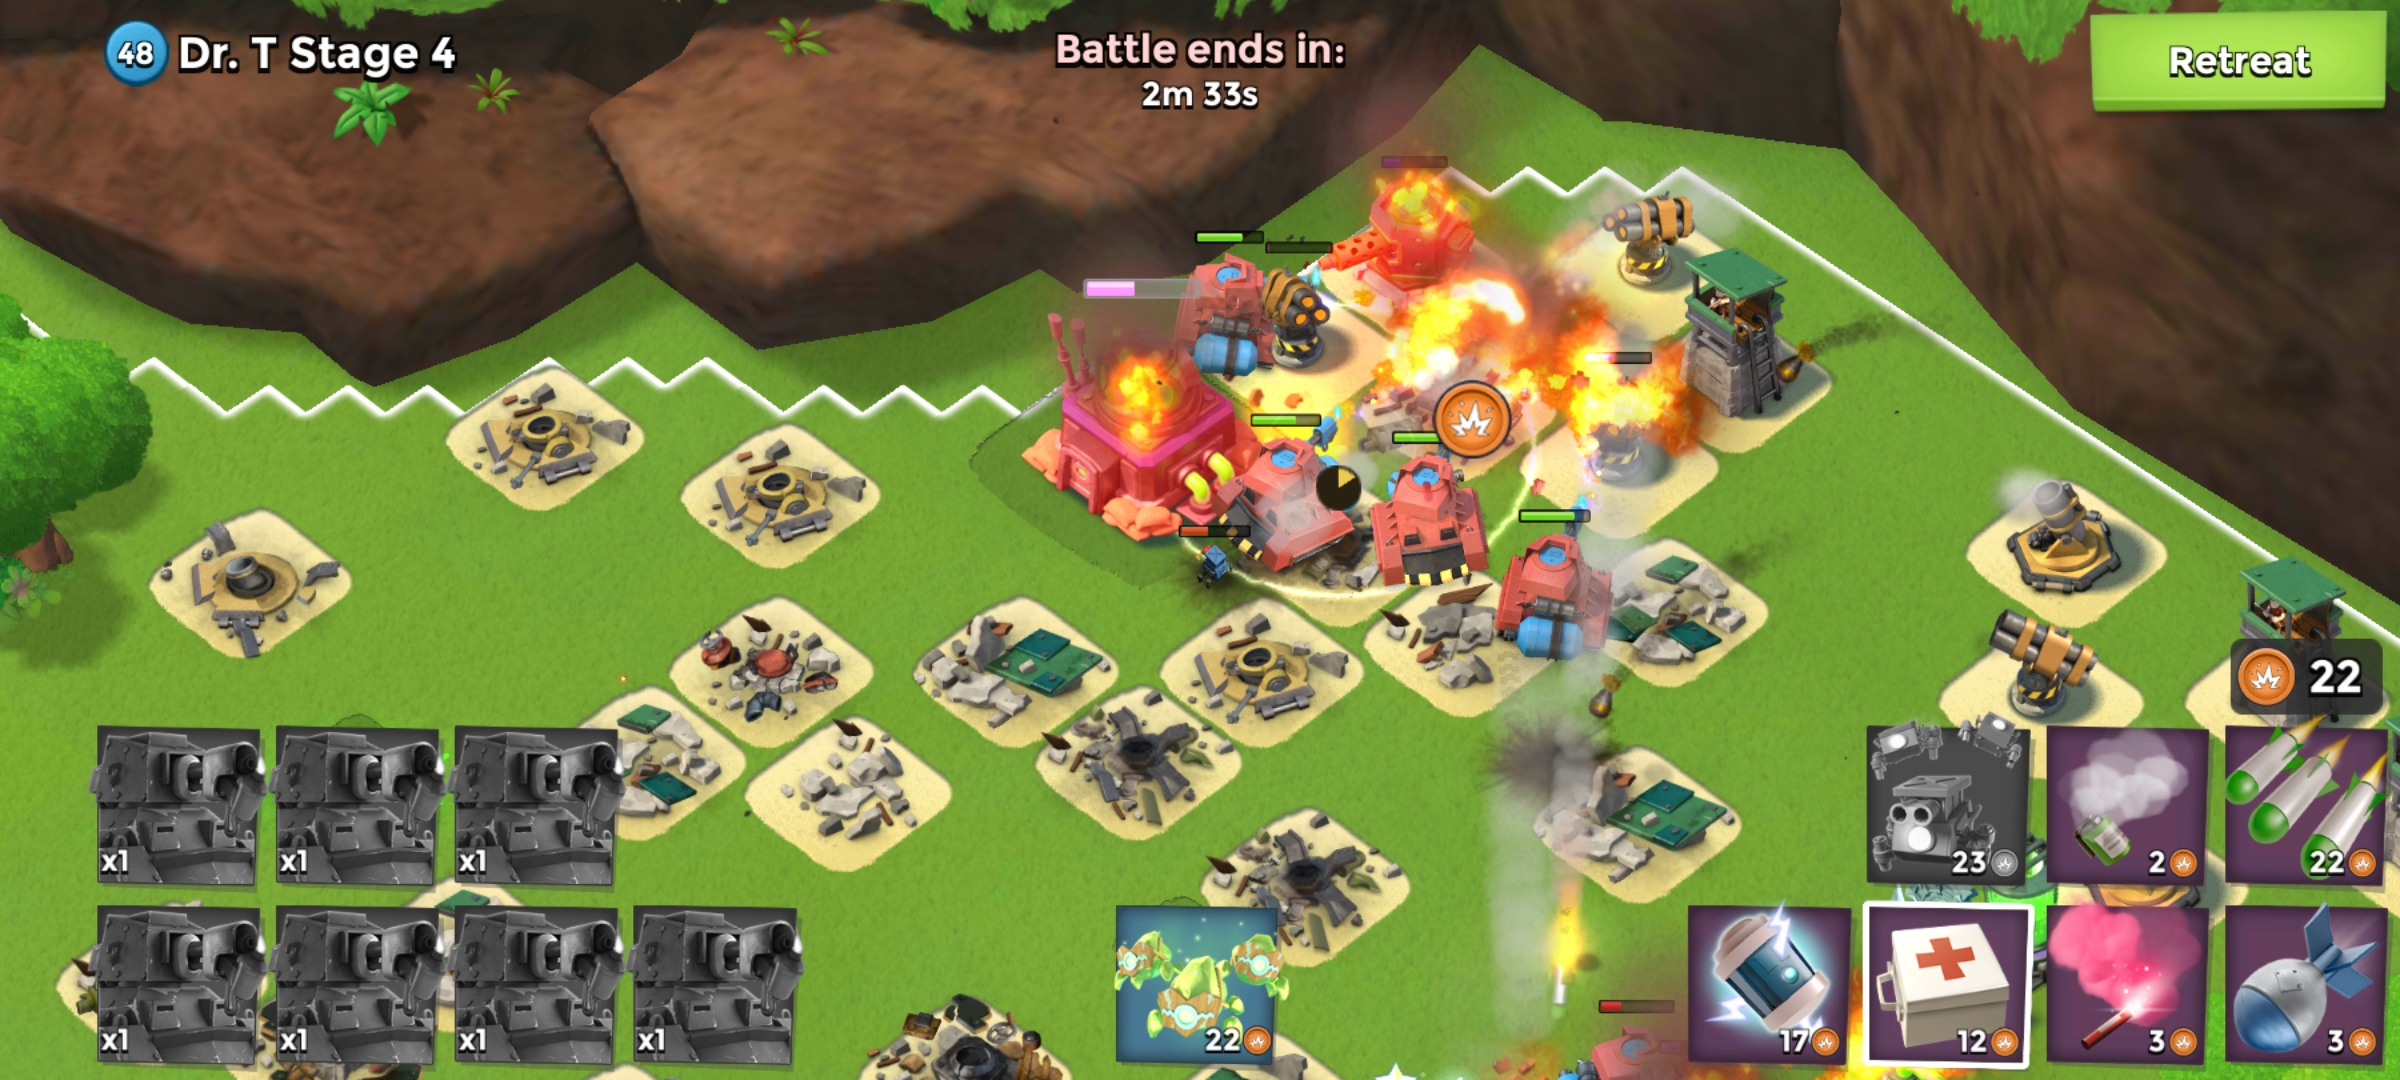 48 Dr. T Stage 4
Battle ends in:
2m 33s
Retreat
22
x1 x1 x1
23 2 22
x1 x1 x1 x1
22 17 12 3 3